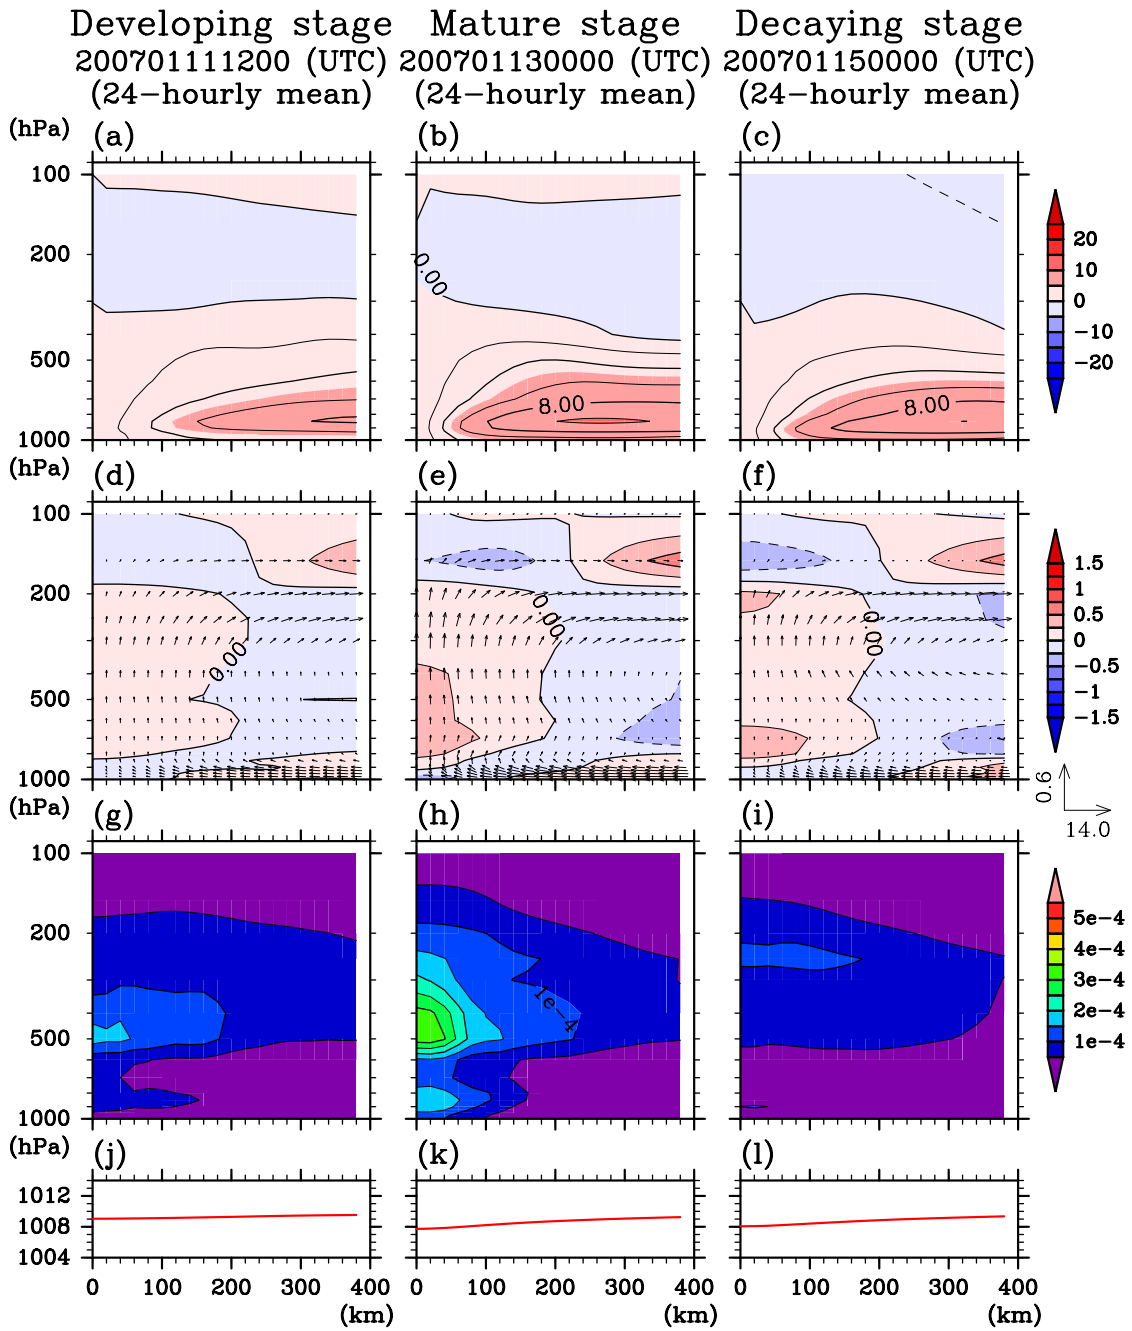 Developing stage Mature stage Decaying stage
200701111200 (UTC) 200701130000 (UTC) 200701150000 (UTC)
(24-hourly mean) (24-hourly mean) (24-hourly mean)
(hPa) (a) (b) (c)
100
200
500
1000
0.00
8.00
8.00
20
10
0
-10
-20
(hPa) (d) (e) (f)
100
200
500
1000
0.00
0.00
0.00
1.5
1
0.5
0
-0.5
-1
-1.5
0.6
14.0
(hPa) (g) (h) (i)
100
200
500
1000
1e-4
5e-4
4e-4
3e-4
2e-4
1e-4
(hPa) (j) (k) (l)
1012
1008
1004
0 100 200 300 400 0 100 200 300 400 0 100 200 300 400
(km) (km) (km)